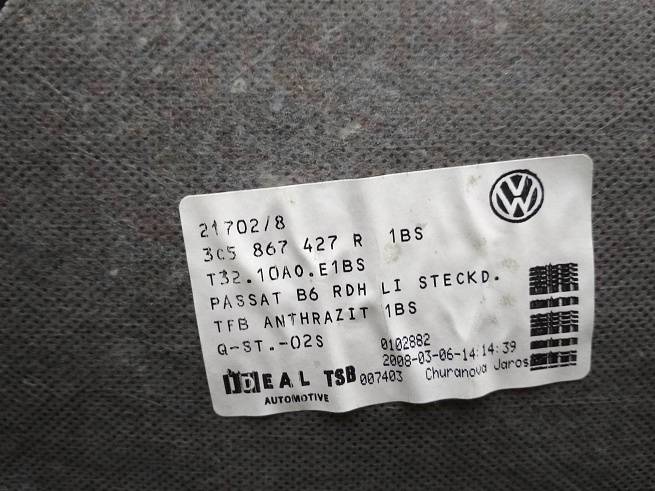 21702/8
3C5 867 427 R 1BS
T32.10A0.E1BS
PASSAT B6 RDH LI STECKD.
TFB ANTHRAZIT 1BS
Q-ST.-02S
0102882
2008-03-06-14:14:39
IDEAL TSB 007403 Churanova Jaros
AUTOMOTIVE
VW